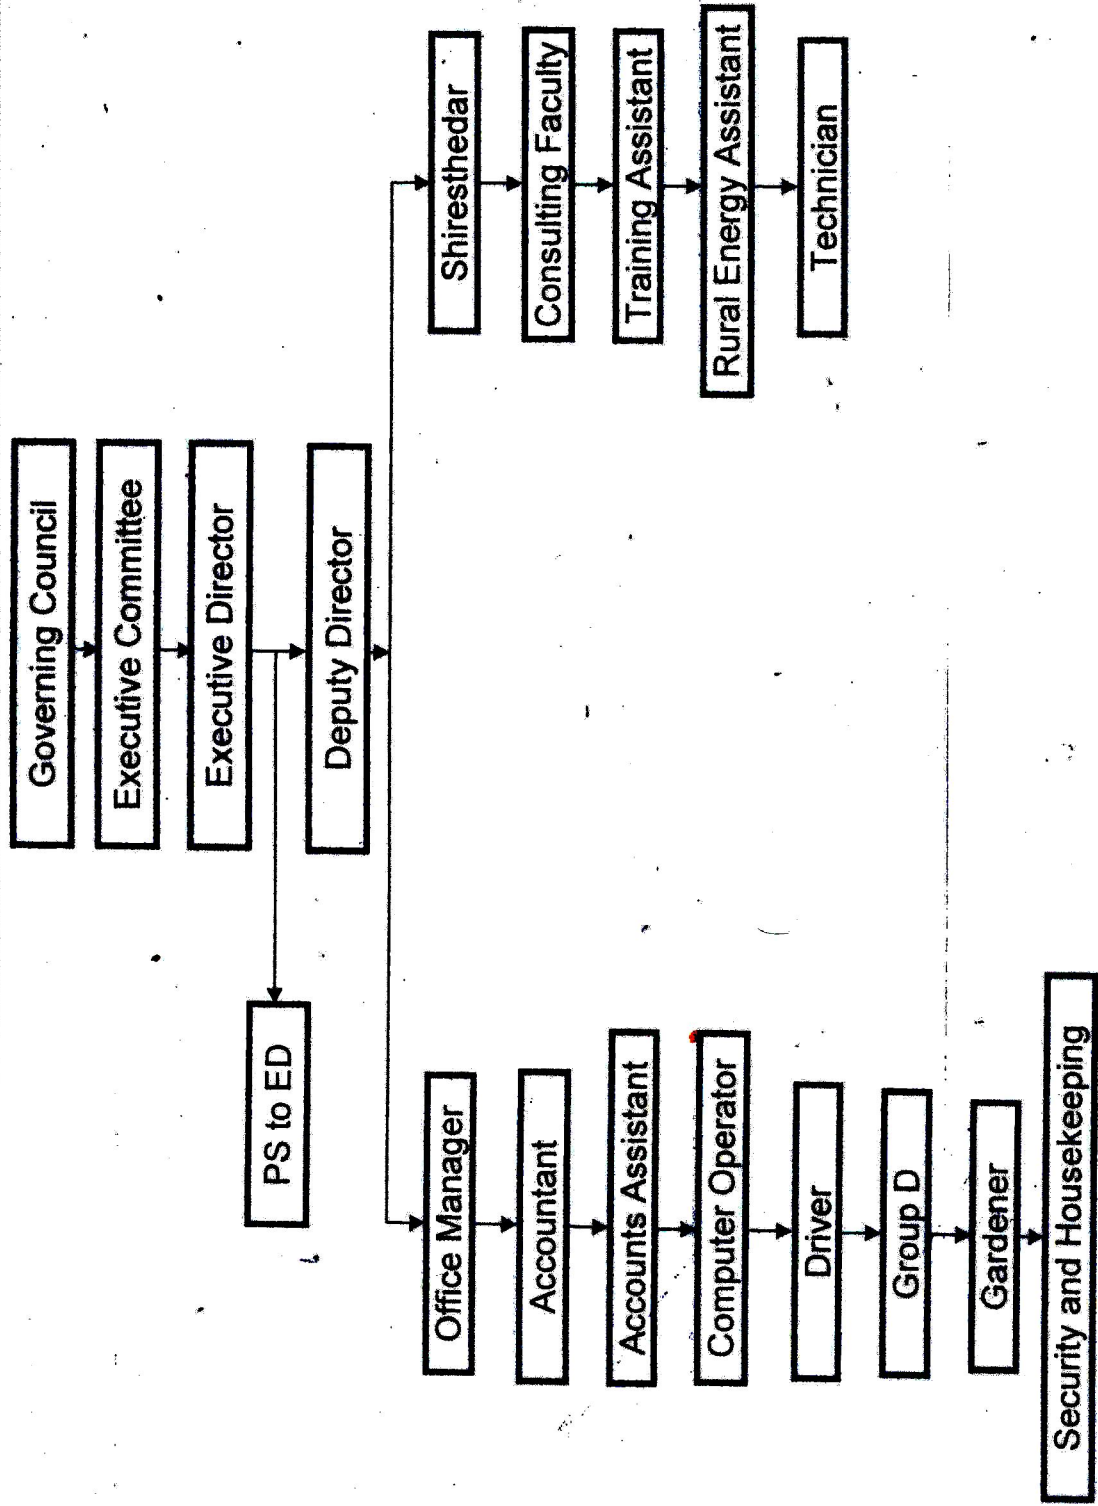 Governing Council
Executive Committee
Executive Director
PS to ED
Deputy Director
Office Manager
Accountant
Accounts Assistant
Computer Operator
Driver
Group D
Gardener
Security and Housekeeping
Shiresthedar
Consulting Faculty
Training Assistant
Rural Energy Assistant
Technician